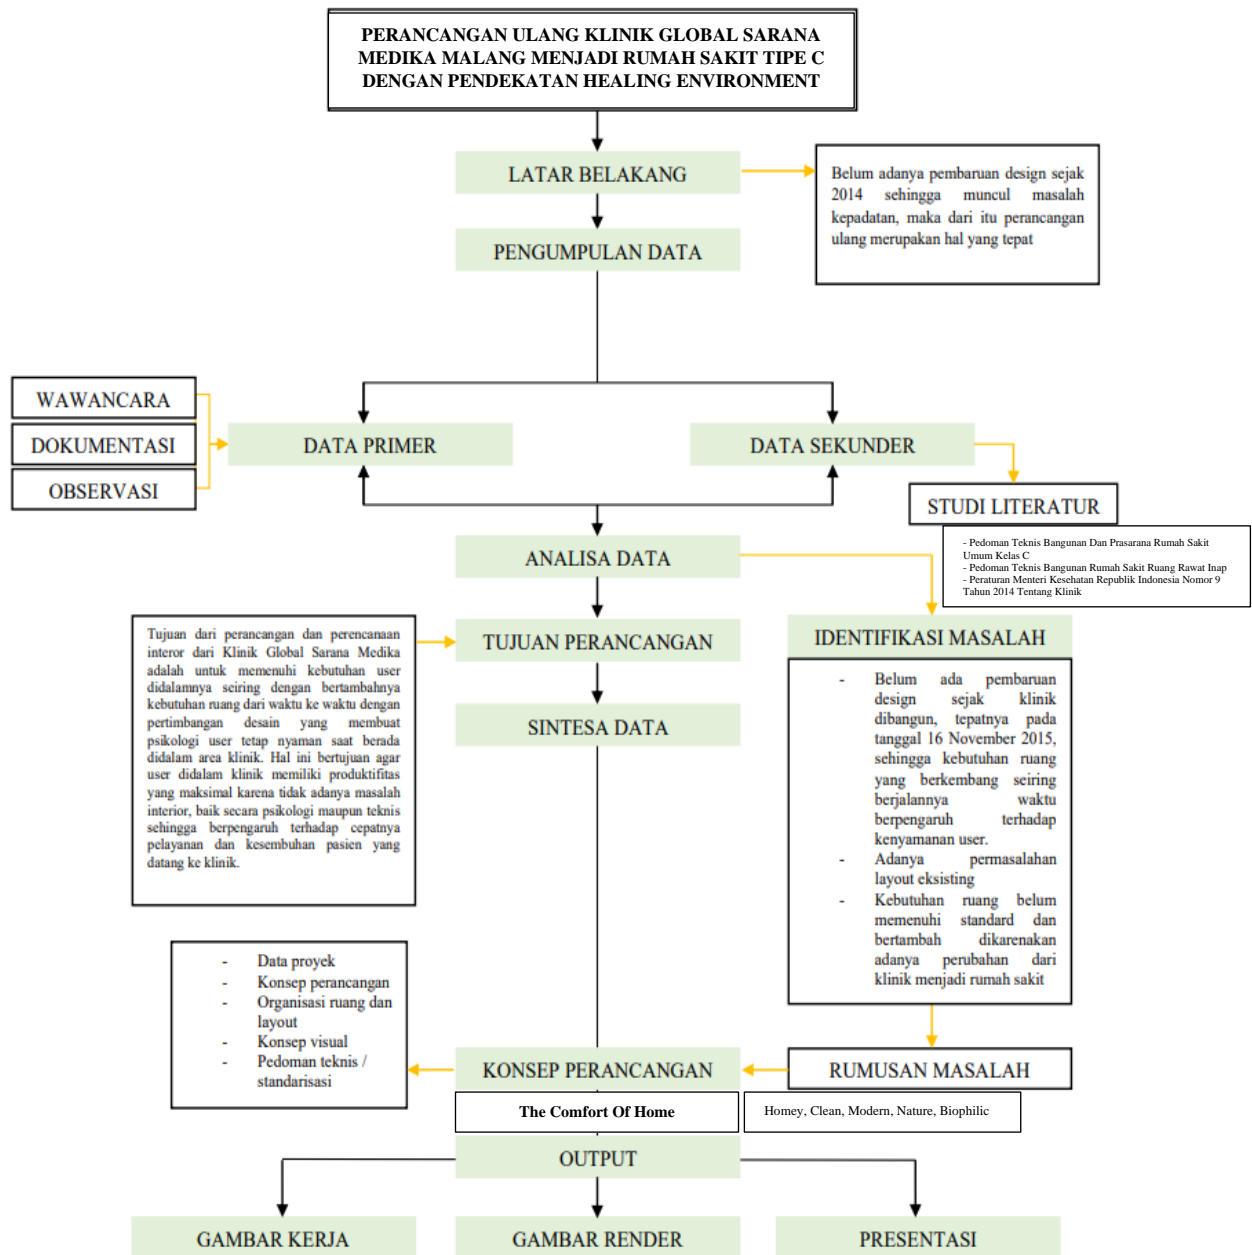 PERANCANGAN ULANG KLINIK GLOBAL SARANA
MEDIKA MALANG MENJADI RUMAH SAKIT TIPE C
DENGAN PENDEKATAN HEALING ENVIRONMENT
LATAR BELAKANG
Belum adanya pembaruan design sejak
2014 sehingga muncul masalah
kepadatan, maka dari itu perancangan
ulang merupakan hal yang tepat
PENGUMPULAN DATA
WAWANCARA
DOKUMENTASI
OBSERVASI
DATA PRIMER
DATA SEKUNDER
STUDI LITERATUR
- Pedoman Teknis Bangunan Dan Prasarana Rumah Sakit
Umum Kelas C
- Pedoman Teknis Bangunan Rumah Sakit Ruang Rawat Inap
- Peraturan Menteri Kesehatan Republik Indonesia Nomor 9
Tahun 2014 Tentang Klinik
ANALISA DATA
TUJUAN PERANCANGAN
Tujuan dari perancangan dan perencanaan
interor dari Klinik Global Sarana Medika
adalah untuk memenuhi kebutuhan user
didalamnya seiring dengan bertambahnya
kebutuhan ruang dari waktu ke waktu dengan
pertimbangan desain yang membuat
psikologi user tetap nyaman saat berada
didalam area klinik. Hal ini bertujuan agar
user didalam klinik memiliki produktifitas
yang maksimal karena tidak adanya masalah
interior, baik secara psikologi maupun teknis
sehingga berpengaruh terhadap cepatnya
pelayanan dan kesembuhan pasien yang
datang ke klinik.
SINTESA DATA
IDENTIFIKASI MASALAH
- Belum ada pembaruan
design sejak klinik
dibangun, tepatnya pada
tanggal 16 November 2015,
sehingga kebutuhan ruang
yang berkembang seiring
berjalannya waktu
berpengaruh terhadap
kenyamanan user.
- Adanya permasalahan
layout eksisting
- Kebutuhan ruang belum
memenuhi standard dan
bertambah dikarenakan
adanya perubahan dari
klinik menjadi rumah sakit
RUMUSAN MASALAH
KONSEP PERANCANGAN
- Data proyek
- Konsep perancangan
- Organisasi ruang dan
layout
- Konsep visual
- Pedoman teknis /
standarisasi
The Comfort Of Home
Homey, Clean, Modern, Nature, Biophilic
OUTPUT
GAMBAR KERJA
GAMBAR RENDER
PRESENTASI